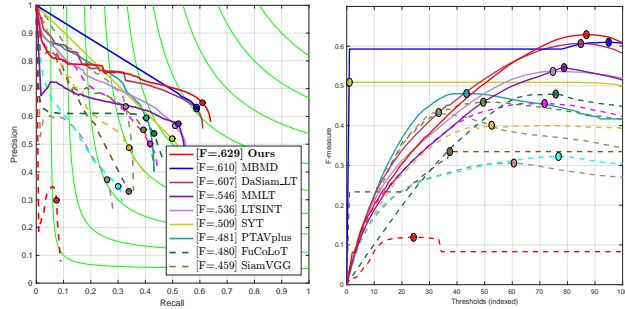 1
0.9
0.8
0.7
0.6
0.5
0.4
0.3
0.2
0.1
0
Precision
0 0.1 0.2 0.3 0.4 0.5 0.6 0.7 0.8 0.9 1
Recall
[F=.629] Ours
[F=.610] MBMD
[F=.607] DaSiam_LT
[F=.546] MMLT
[F=.536] LTSINT
[F=.509] SYT
[F=.481] PTAVplus
[F=.480] FuCoLoT
[F=.459] SiamVGG
0.6
0.5
0.4
0.3
0.2
0.1
0
F-measure
0 10 20 30 40 50 60 70 80 90 100
Thresholds (indexed)